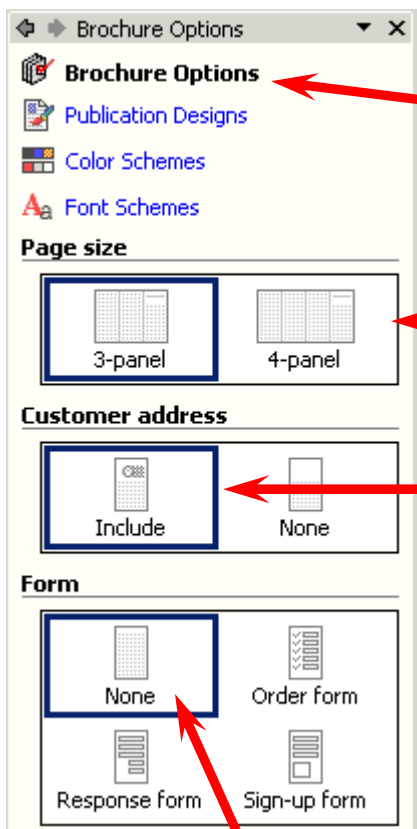 Brochure Options
Brochure Options
Publication Designs
Color Schemes
Aa Font Schemes
Page size
3-panel 4-panel
Customer address
Include None
Form
None Order form
Response form Sign-up form